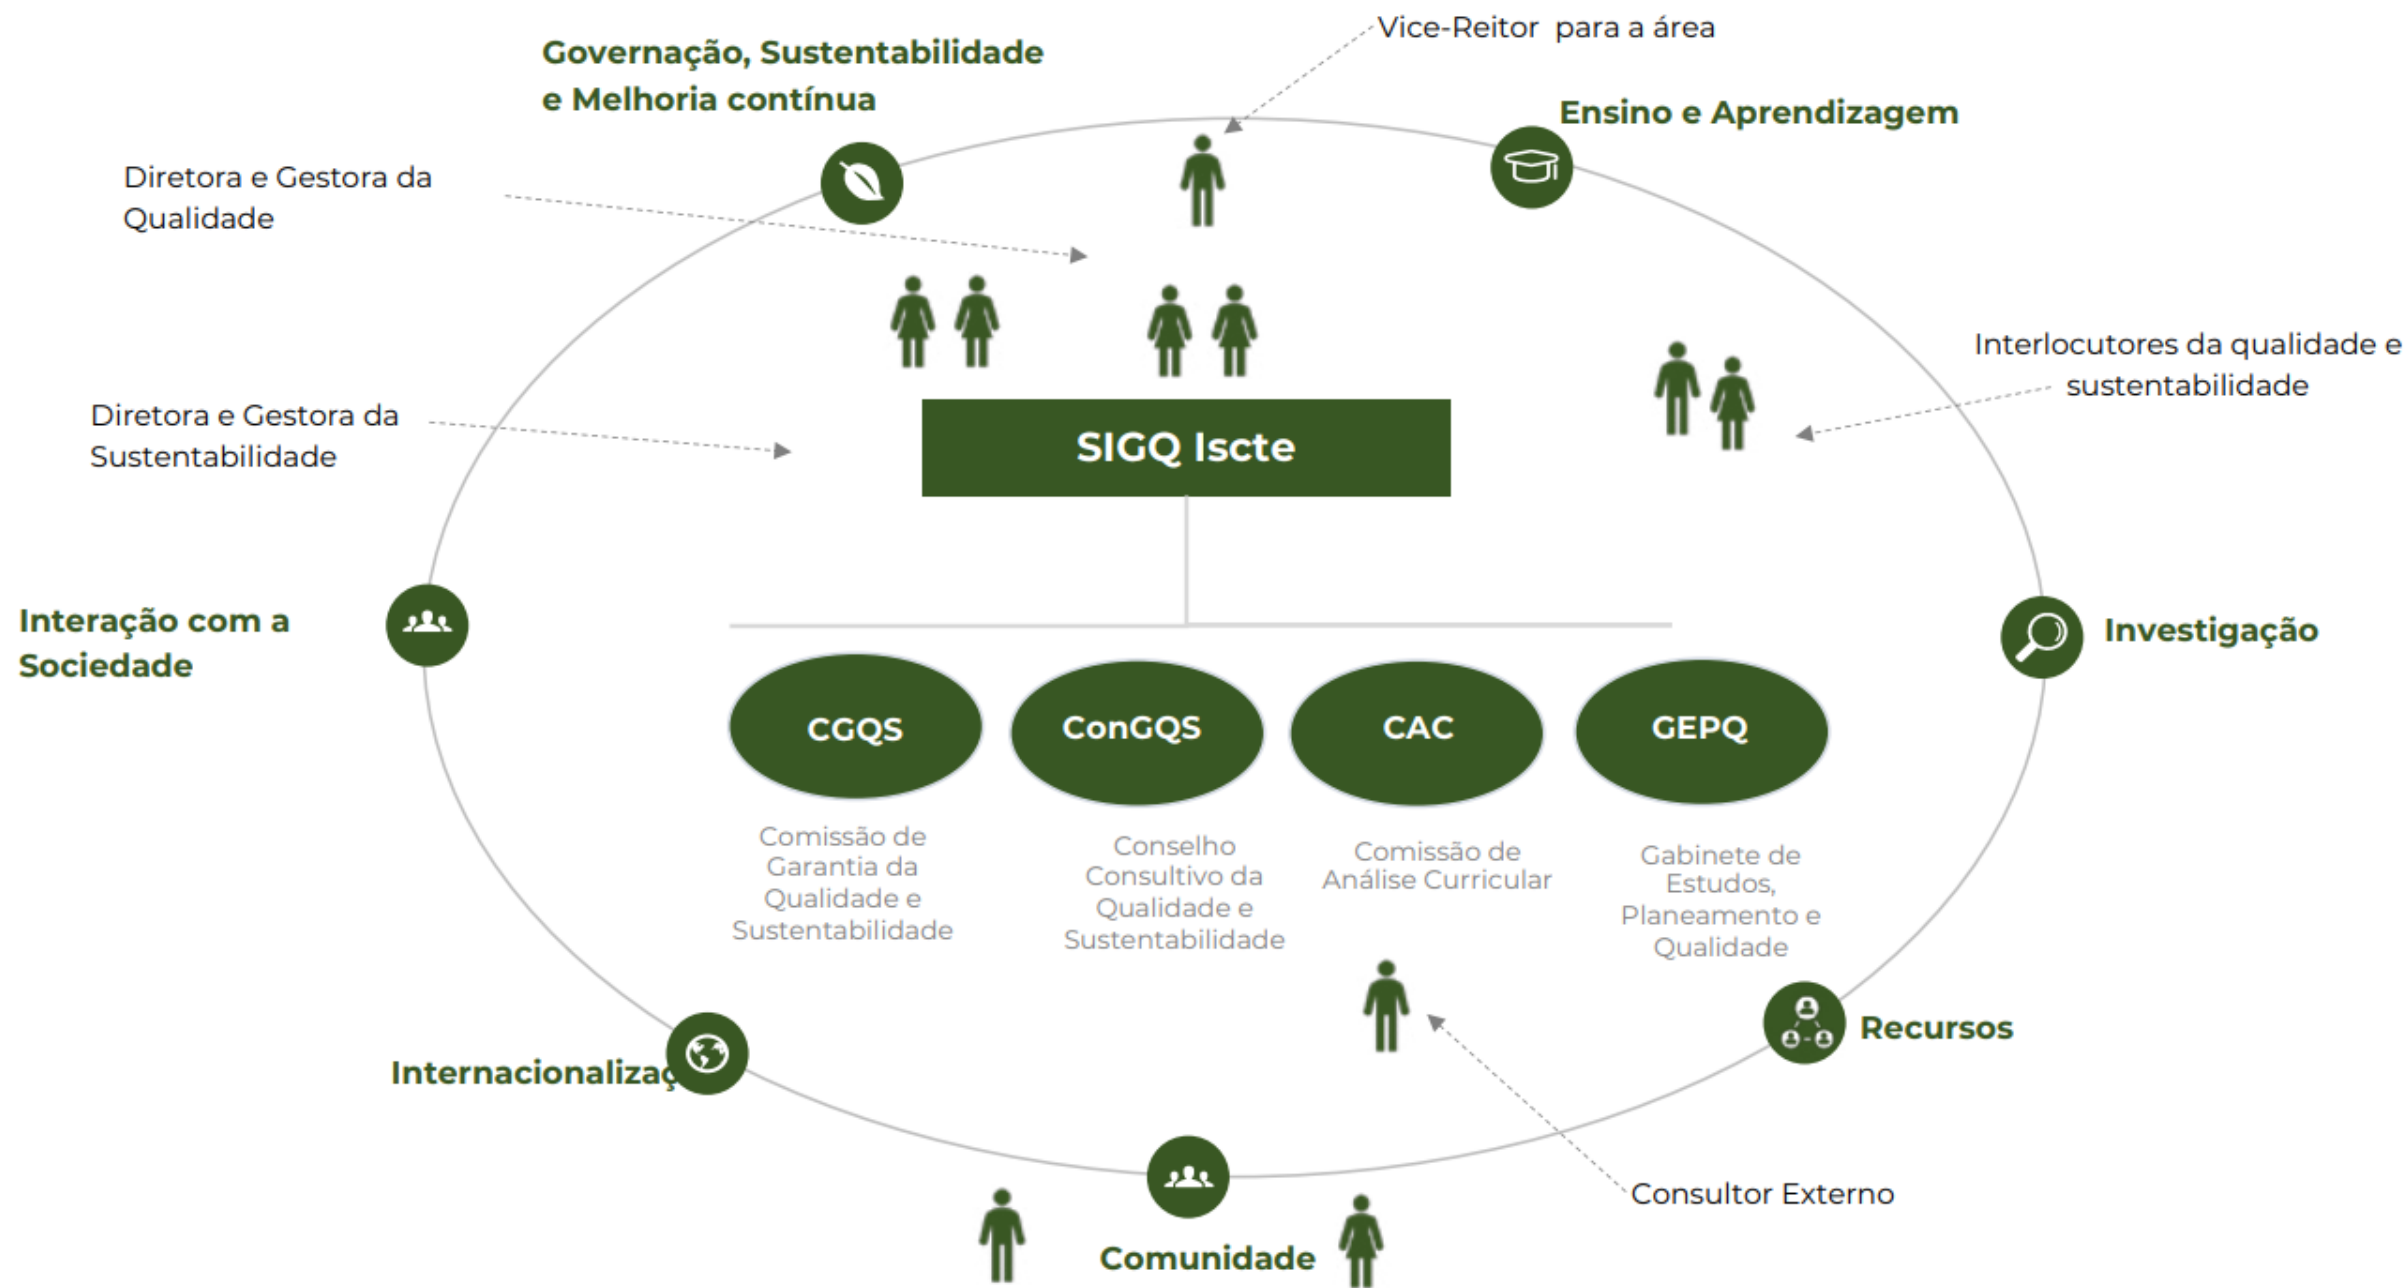 Vice-Reitor para a área
Governação, Sustentabilidade
e Melhoria contínua
Ensino e Aprendizagem
Diretora e Gestora da
Qualidade
Interlocutores da qualidade e
sustentabilidade
Diretora e Gestora da
Sustentabilidade
SIGQ Iscte
Interação com a
Sociedade
Investigação
CGQS
ConGQS
CAC
GEPQ
Comissão de
Garantia da
Qualidade e
Sustentabilidade
Conselho
Consultivo da
Qualidade e
Sustentabilidade
Comissão de
Análise Curricular
Gabinete de
Estudos,
Planeamento e
Qualidade
Recursos
Internacionalizaç
Consultor Externo
Comunidade